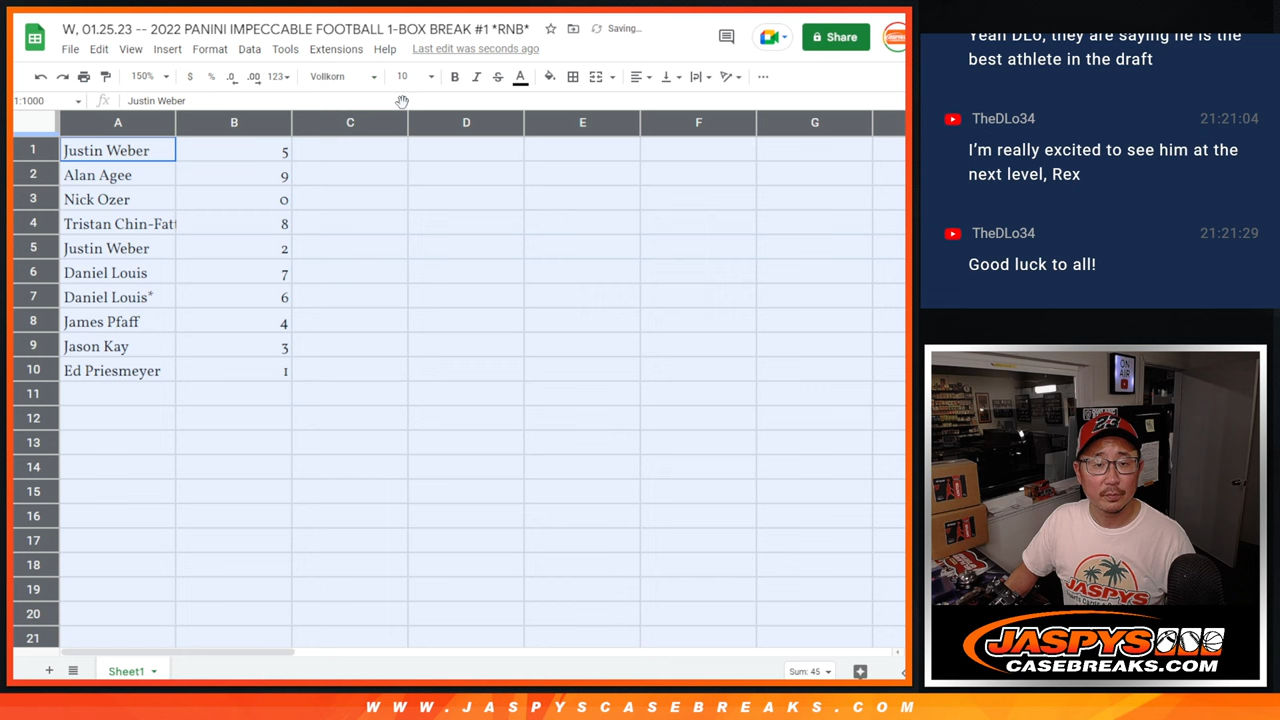 W, 01.25.23 -- 2022 PANINI IMPECCABLE FOOTBALL 1-BOX BREAK #1 *RNB*
Saving...
Share
File Edit View Insert Format Data Tools Extensions Help Last edit was seconds ago
150% $ % .0 .00 123 Vollkorn 10 B I S A
1:1000 fx Justin Weber
A B C D E F G
1 Justin Weber 5
2 Alan Agee 9
3 Nick Ozer 0
4 Tristan Chin-Fatt 8
5 Justin Weber 2
6 Daniel Louis 7
7 Daniel Louis* 6
8 James Pfaff 4
9 Jason Kay 3
10 Ed Priesmeyer 1
11
12
13
14
15
16
17
18
19
20
21
Sheet1
Sum: 45
Yeah DLo, they are saying he is the
best athlete in the draft
TheDLo34 21:21:04
I'm really excited to see him at the
next level, Rex
TheDLo34 21:21:29
Good luck to all!
ON
AIR
JASPYS
JASPYS
CASEBREAKS.COM
WWW.JASPYSCASEBREAKS.COM